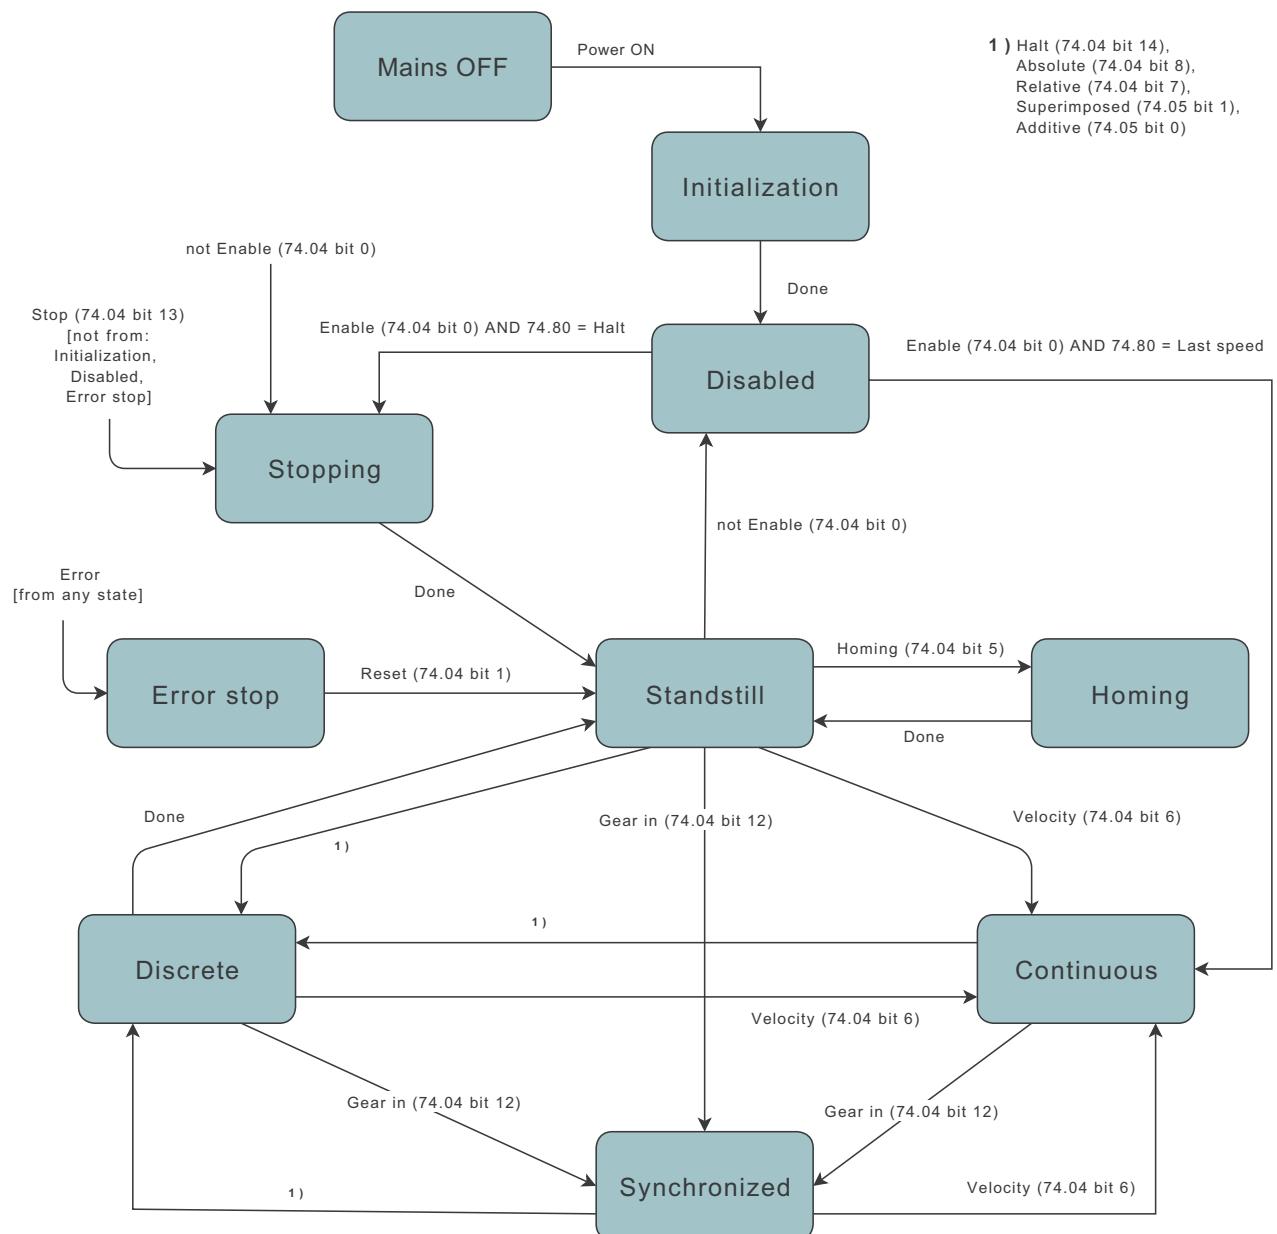 Mains OFF
Power ON
1 ) Halt (74.04 bit 14),
Absolute (74.04 bit 8),
Relative (74.04 bit 7),
Superimposed (74.05 bit 1),
Additive (74.05 bit 0)
Initialization
not Enable (74.04 bit 0)
Done
Stop (74.04 bit 13)
[not from:
Initialization,
Disabled,
Error stop]
Enable (74.04 bit 0) AND 74.80 = Halt
Enable (74.04 bit 0) AND 74.80 = Last speed
Disabled
Stopping
not Enable (74.04 bit 0)
Error
[from any state]
Done
Homing (74.04 bit 5)
Reset (74.04 bit 1)
Error stop
Standstill
Homing
Done
Done
Gear in (74.04 bit 12)
Velocity (74.04 bit 6)
1 )
1 )
Discrete
Continuous
Velocity (74.04 bit 6)
Gear in (74.04 bit 12)
Gear in (74.04 bit 12)
1 )
Synchronized
Velocity (74.04 bit 6)